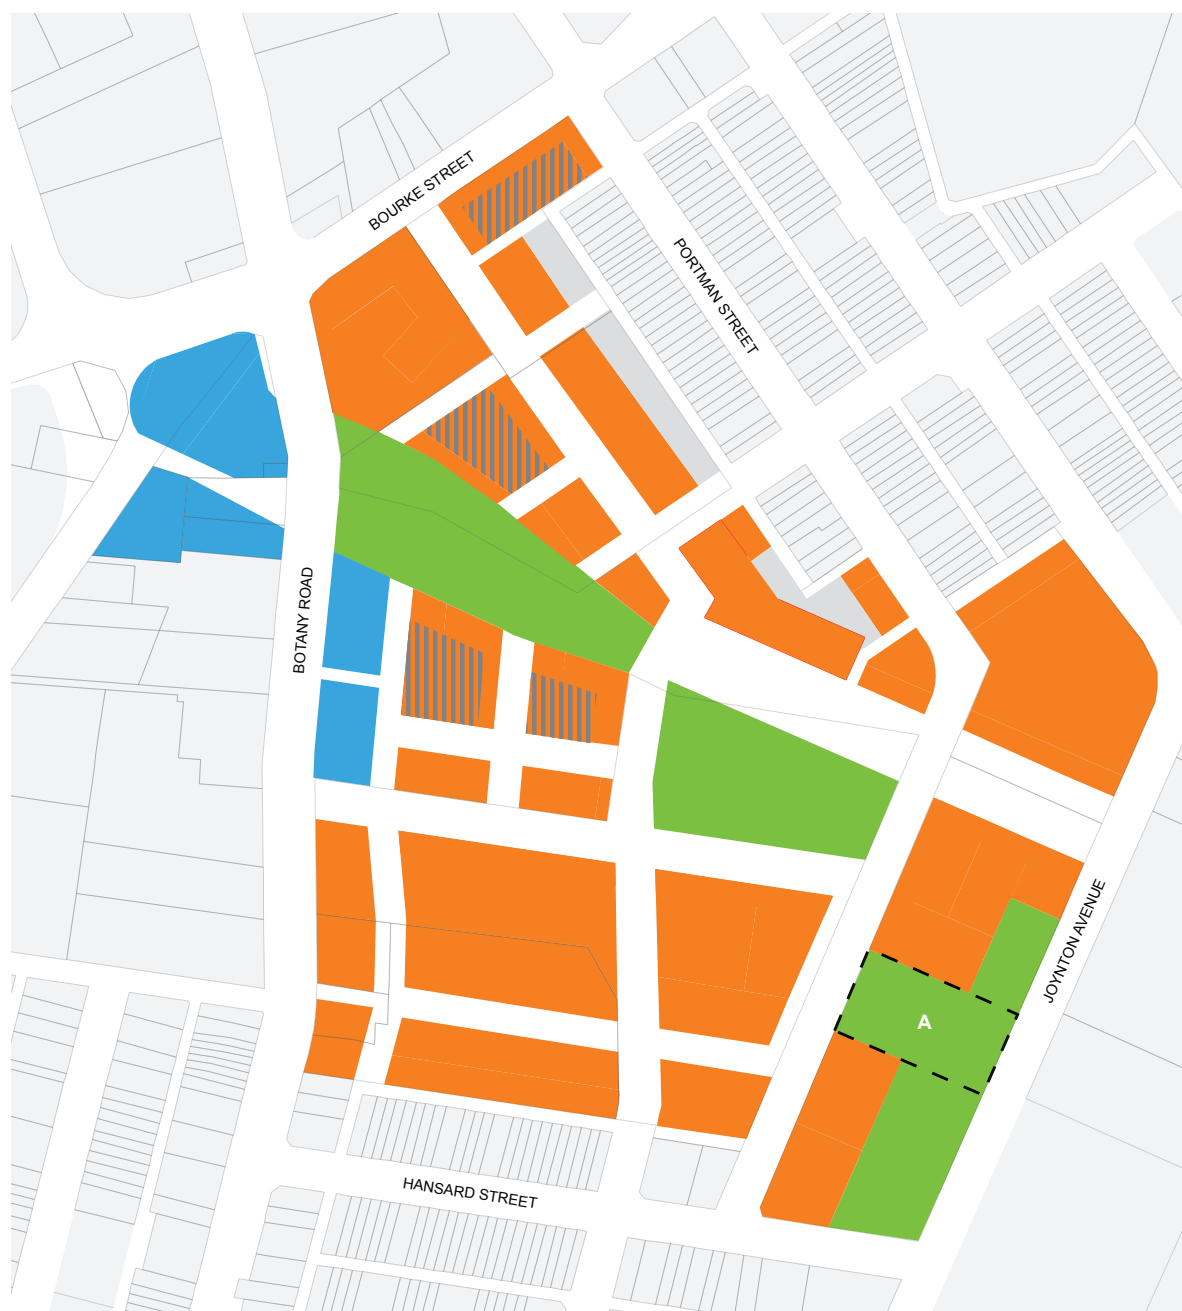 BOURKE STREET
PORTMAN STREET
BOTANY ROAD
JOYNTON AVENUE
A
HANSARD STREET